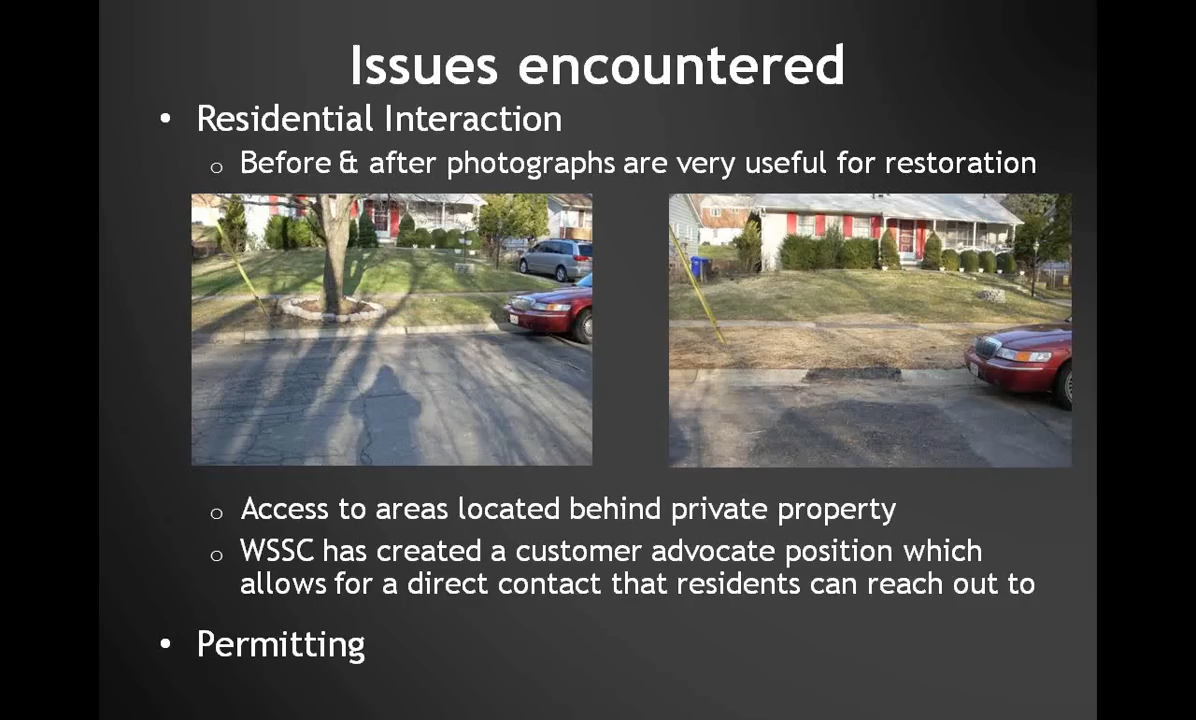 Issues encountered
• Residential Interaction
o Before & after photographs are very useful for restoration
o Access to areas located behind private property
o WSSC has created a customer advocate position which
allows for a direct contact that residents can reach out to
• Permitting